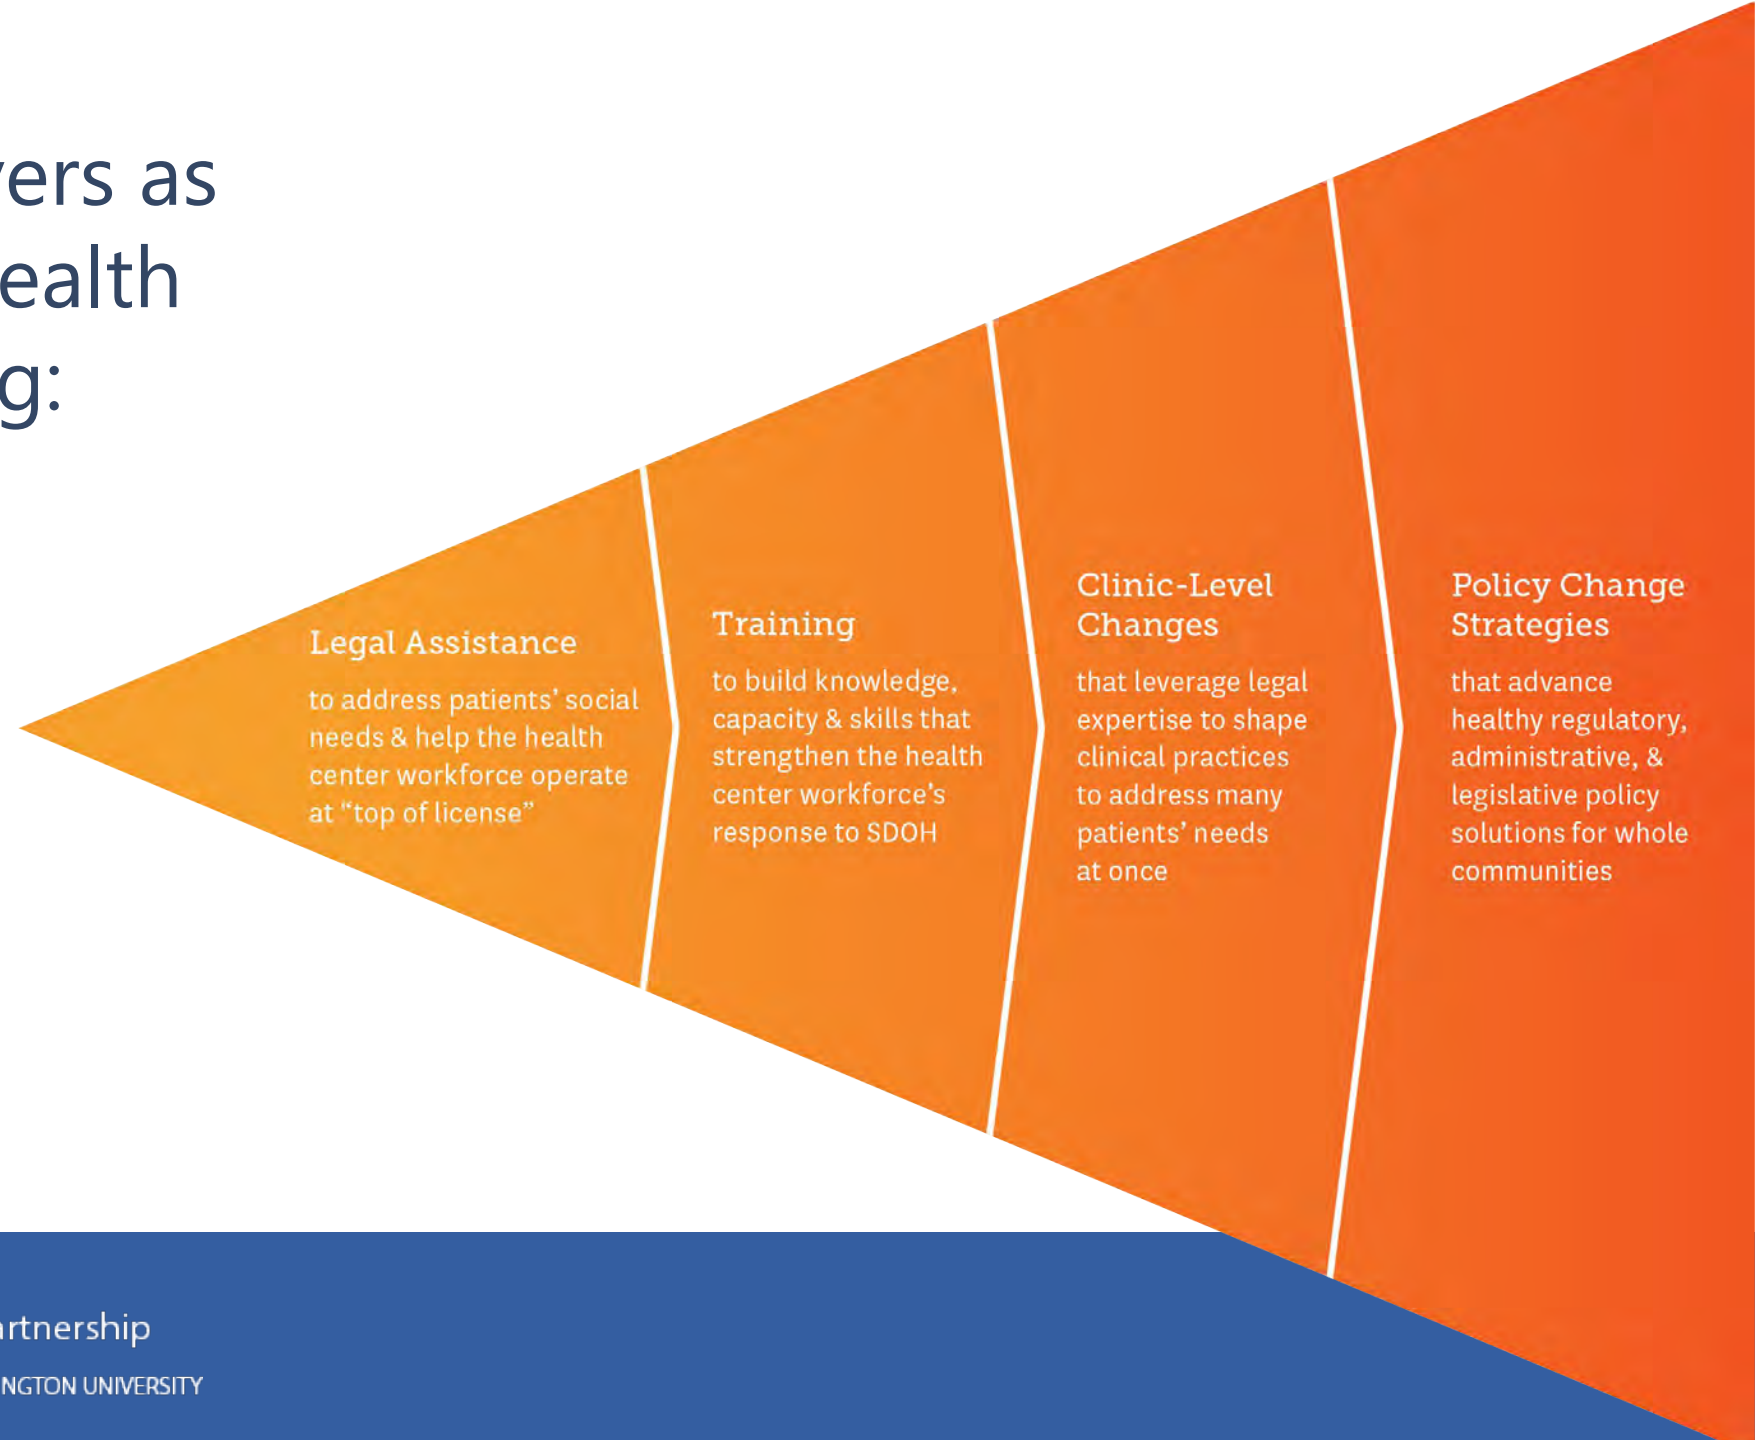 yers as
ealth
g:
Legal Assistance
to address patients’ social
needs & help the health
center workforce operate
at “top of license”
Training
to build knowledge,
capacity & skills that
strengthen the health
center workforce’s
response to SDOH
Clinic-Level
Changes
that leverage legal
expertise to shape
clinical practices
to address many
patients’ needs
at once
Policy Change
Strategies
that advance
healthy regulatory,
administrative, &
legislative policy
solutions for whole
communities
artnership
NGTON UNIVERSITY